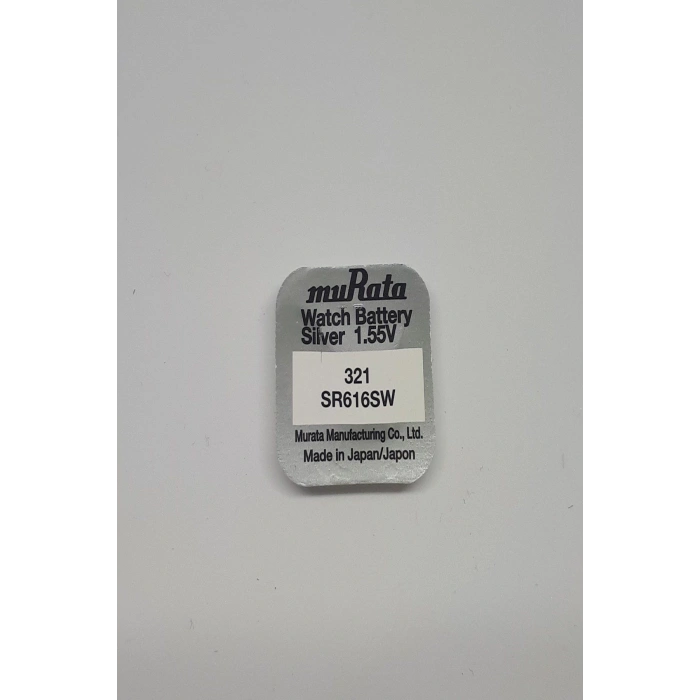 muRata
Watch Battery
Silver 1.55V
321
SR616SW
Murata Manufacturing Co., Ltd.
Made in Japan/Japon